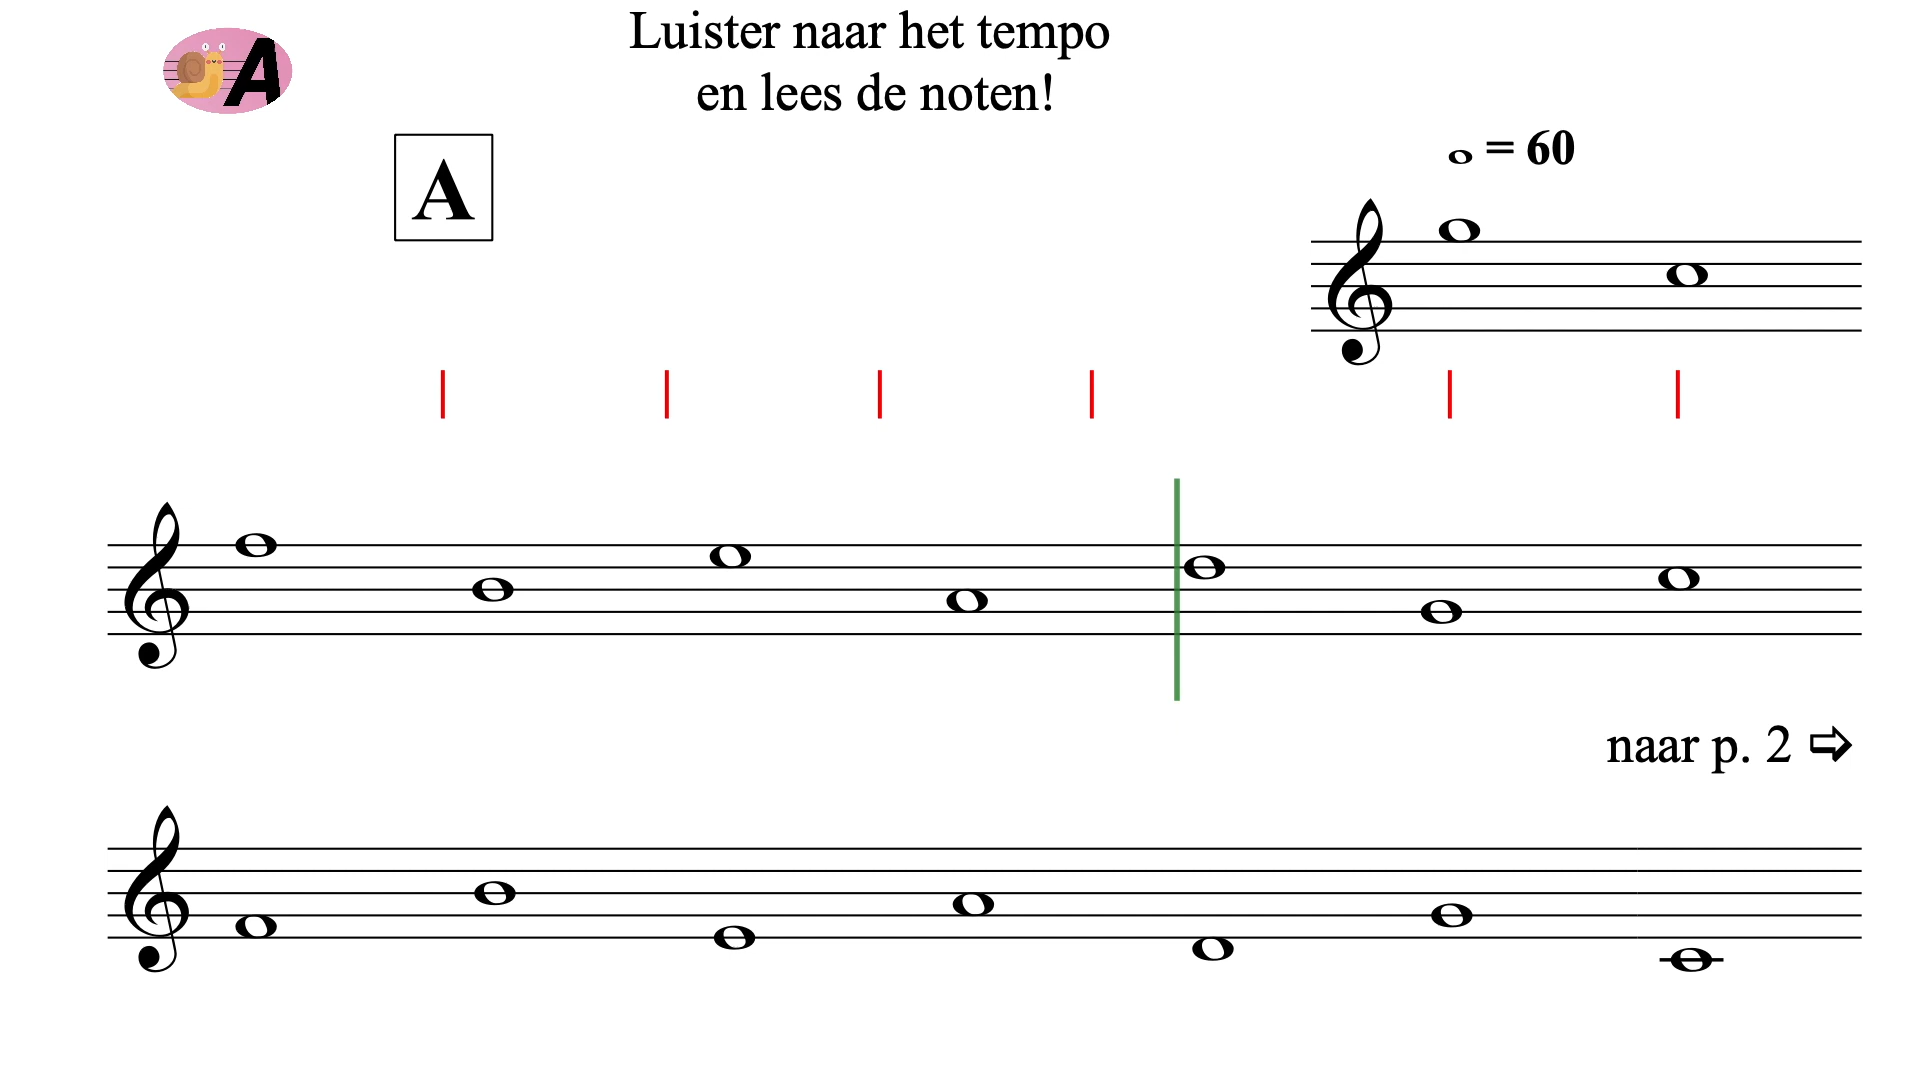 A
Luister naar het tempo
en lees de noten!
A
= 60
naar p. 2 ⇨